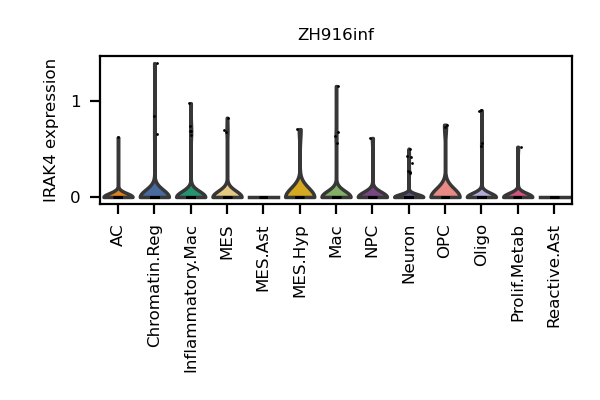 ZH916inf
IRAK4 expression
1
0
AC
Chromatin.Reg
Inflammatory.Mac
MES
MES.Ast
MES.Hyp
Mac
NPC
Neuron
OPC
Oligo
Prolif.Metab
Reactive.Ast